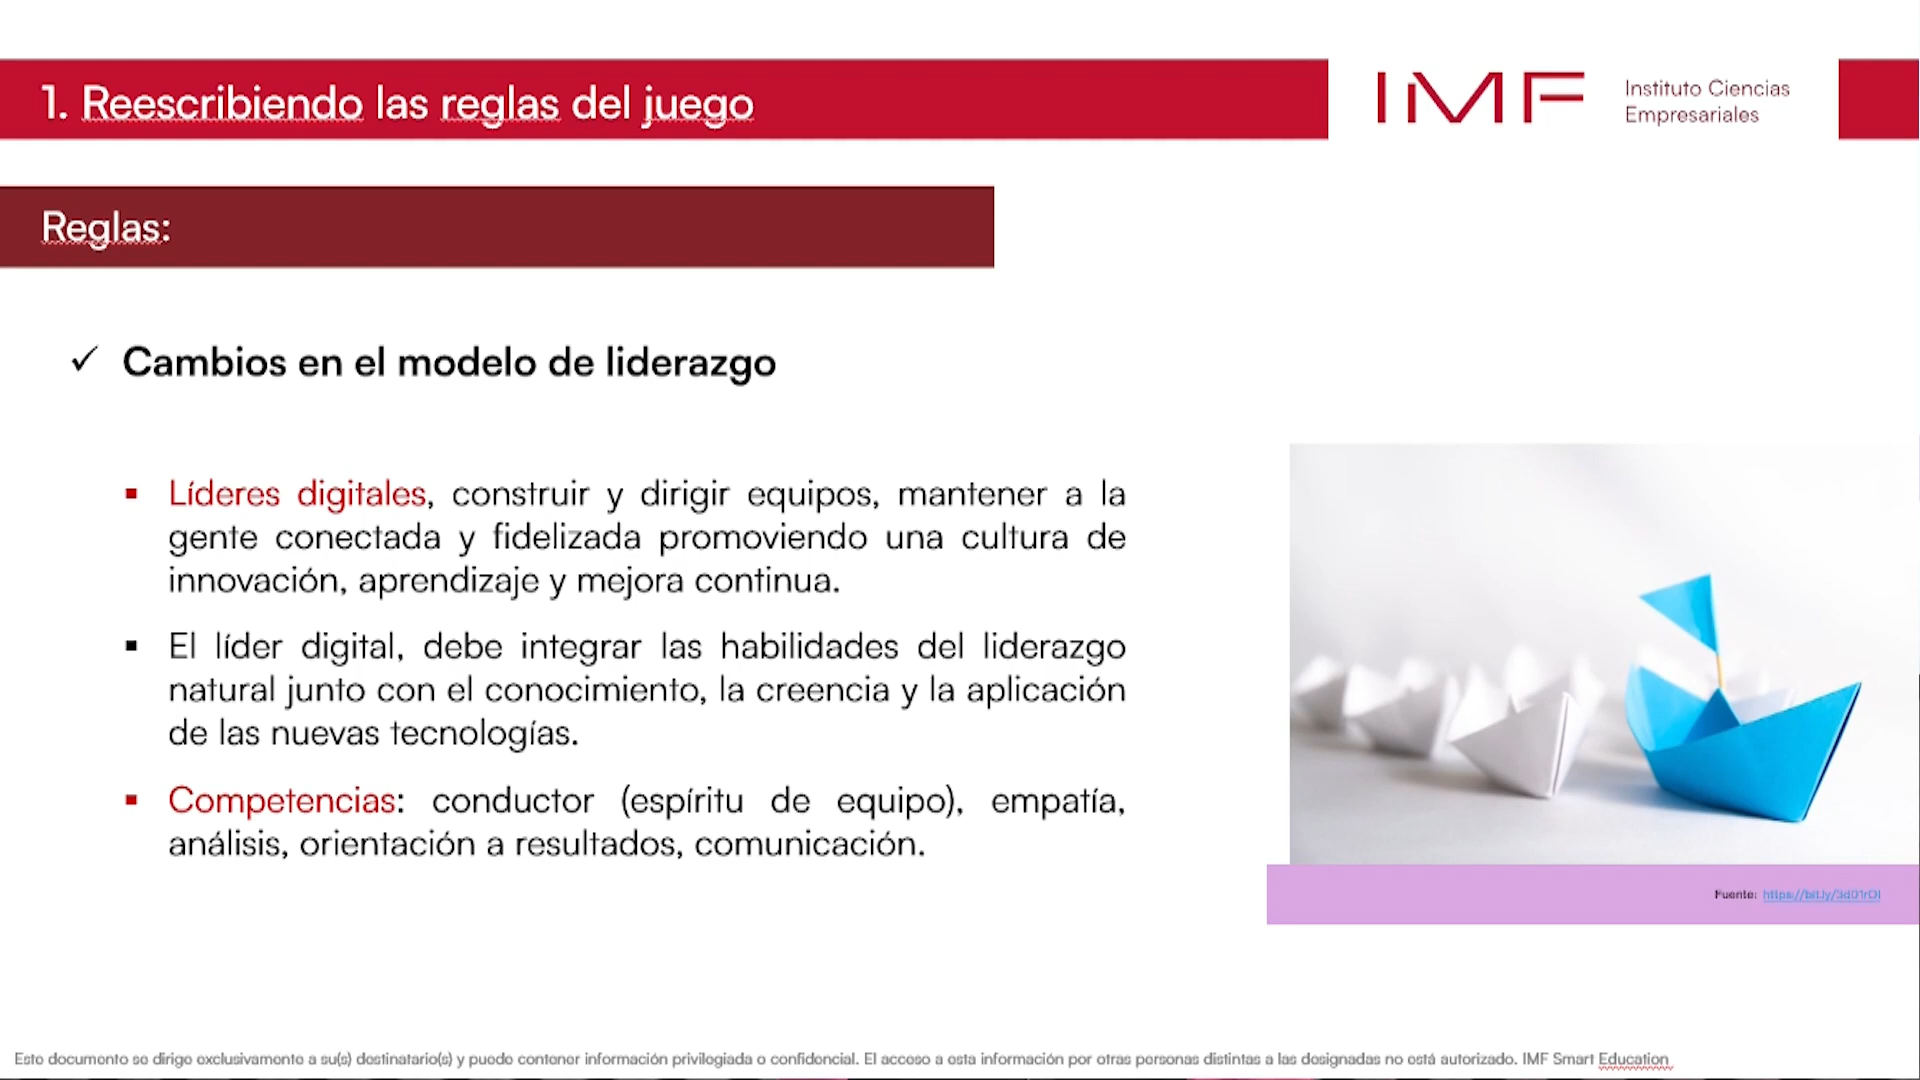 1. Reescribiendo las reglas del juego
IMF
Instituto Ciencias
Empresariales
Reglas:
✓ Cambios en el modelo de liderazgo
▪ Líderes digitales, construir y dirigir equipos, mantener a la
gente conectada y fidelizada promoviendo una cultura de
innovación, aprendizaje y mejora continua.
▪ El líder digital, debe integrar las habilidades del liderazgo
natural junto con el conocimiento, la creencia y la aplicación
de las nuevas tecnologías.
▪ Competencias: conductor (espíritu de equipo), empatía,
análisis, orientación a resultados, comunicación.
Fuente:
Este documento se dirige exclusivamente a su(s) destinatario(s) y puede contener información privilegiada o confidencial. El acceso a esta información por otras personas distintas a las designadas no está autorizado. IMF Smart Education